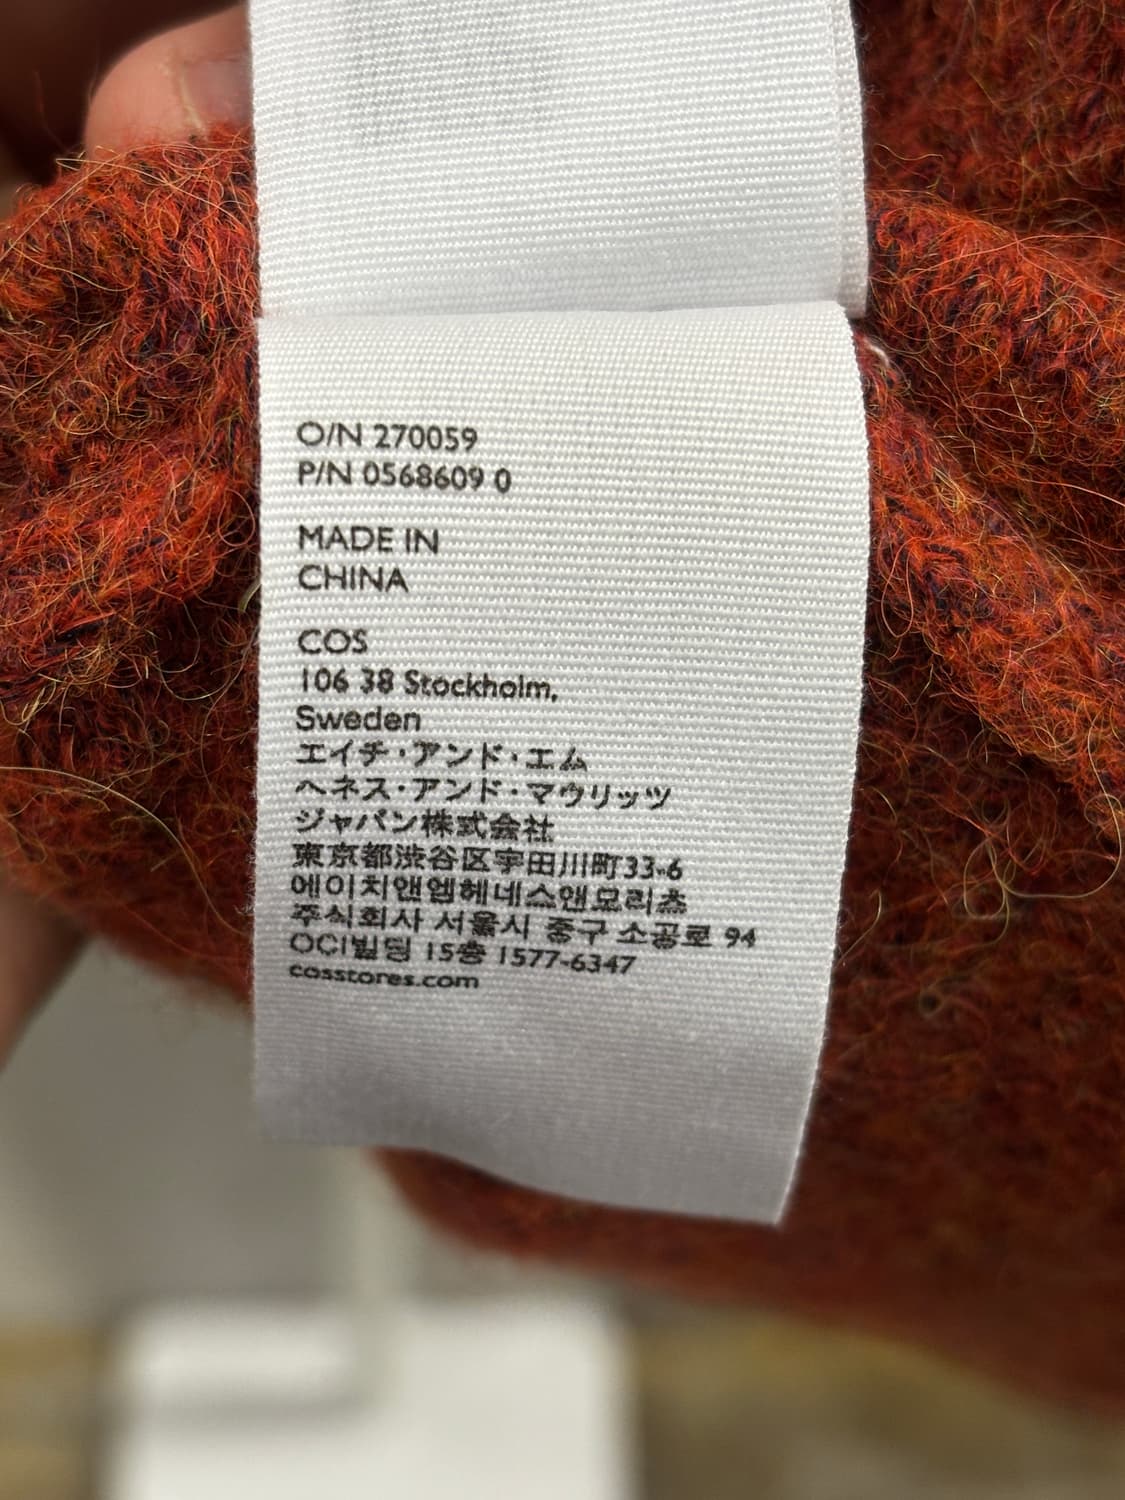 O/N 270059
P/N 0568609 0
MADE IN
CHINA
COS
106 38 Stockholm,
Sweden
エイチ・アンド・エム
ヘネス・アンド・マウリッツ
ジャパン株式会社
東京都渋谷区宇田川町33-6
에이치앤엠헤네스앤모리츠
주식회사 서울시 중구 소공로 94
OCI빌딩 15층 1577-6347
cosstores.com